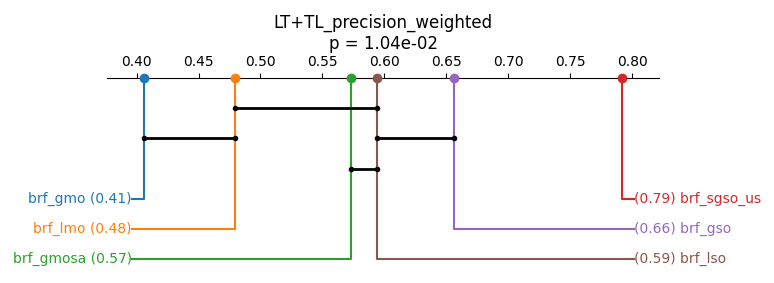 LT+TL_precision_weighted
p = 1.04e-02
0.40 0.45 0.50 0.55 0.60 0.65 0.70 0.75 0.80
brf_gmo (0.41) (0.79) brf_sgso_us
brf_lmo (0.48) (0.66) brf_gso
brf_gmosa (0.57) (0.59) brf_lso